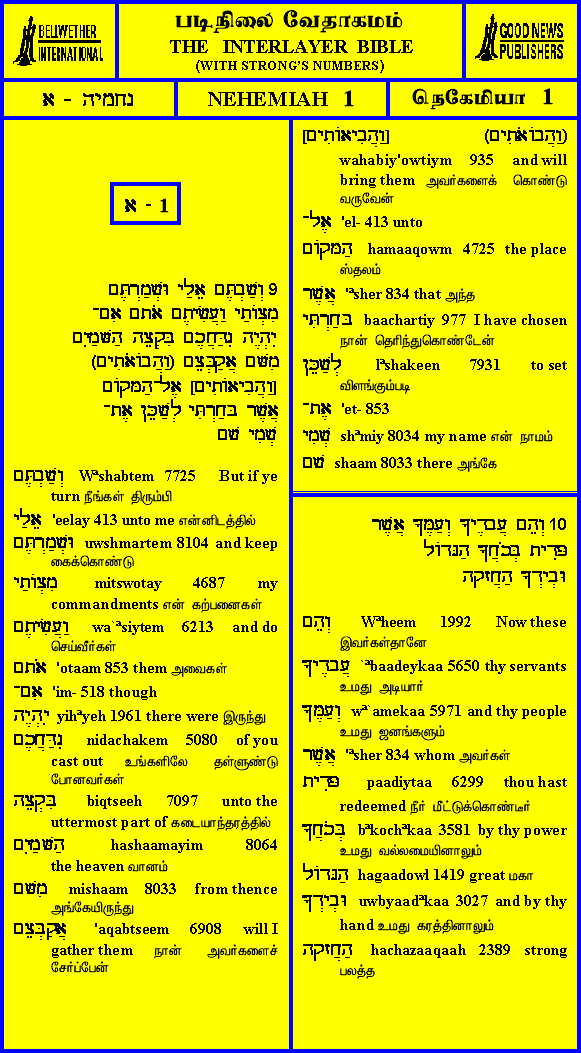 BELLWETHER
INTERNATIONAL
படிநிலை வேதாகமம்
THE INTERLAYER BIBLE
(WITH STRONG'S NUMBERS)
GOOD NEWS
PUBLISHERS
נחמיה - א
NEHEMIAH 1
நெகேமியா 1
א - 1
9 וְשַׁבְתֶּם אֵלַי וּשְׁמַרְתֶּם
מִצְוֹתַי וַעֲשִׂיתֶם אֹתָם אִם־
יִהְיֶה נִדַּחֲכֶם בִּקְצֵה הַשָּׁמַיִם
מִשָּׁם אֲקַבְּצֵם (וְהֲבוֹאֹתִים)
[וַהֲבִיאוֹתִים] אֶל־הַמָּקוֹם
אֲשֶׁר בָּחַרְתִּי לְשַׁכֵּן אֶת־
שְׁמִי שָׁם
וְשַׁבְתֶּם Wªshabtem 7725 But if ye
turn நீங்கள் திரும்பி
אֵלַי 'eelay 413 unto me என்னிடத்தில்
וּשְׁמַרְתֶּם uwshmartem 8104 and keep
கைக்கொண்டு
מִצְוֹתַי mitswotay 4687 my
commandments என் கற்பனைகள்
וַעֲשִׂיתֶם wa`ªsiytem 6213 and do
செய்வீர்கள்
אֹתָם 'otaam 853 them அவைகள்
אִם־ 'im- 518 though
יִהְיֶה yihªyeh 1961 there were இருந்து
נִדַּחֲכֶם nidachakem 5080 of you
cast out உங்களிலே தள்ளுண்டு
போனவர்கள்
בִּקְצֵה biqtseeh 7097 unto the
uttermost part of கடையாந்தரத்தில்
הַשָּׁמַיִם hashaamayim 8064
the heaven வானம்
מִשָּׁם mishaam 8033 from thence
அங்கேயிருந்து
אֲקַבְּצֵם 'aqabtseem 6908 will I
gather them நான் அவர்களைச்
சேர்ப்பேன்
(וְהֲבוֹאֹתִים) [וַהֲבִיאוֹתִים]
wahabiy'owtiym 935 and will
bring them அவர்களைக் கொண்டு
வருவேன்
אֶל־ 'el- 413 unto
הַמָּקוֹם hamaaqowm 4725 the place
ஸ்தலம்
אֲשֶׁר 'ªsher 834 that அந்த
בָּחַרְתִּי baachartiy 977 I have chosen
நான் தெரிந்துகொண்டேன்
לְשַׁכֵּן lªshakeen 7931 to set
விளங்கும்படி
אֶת־ 'et- 853
שְׁמִי shªmiy 8034 my name என் நாமம்
שָׁם shaam 8033 there அங்கே
10 וְהֵם עֲבָדֶיךָ וְעַמֶּךָ אֲשֶׁר
פָּדִיתָ בְּכֹחֲךָ הַגָּדוֹל
וּבְיָדְךָ הַחֲזָקָה
וְהֵם Wªheem 1992 Now these
இவர்கள்தானே
עֲבָדֶיךָ `ªbaadeykaa 5650 thy servants
உமது அடியார்
וְעַמֶּךָ wª`amekaa 5971 and thy people
உமது ஜனங்களும்
אֲשֶׁר 'ªsher 834 whom அவர்கள்
פָּדִיתָ paadiytaa 6299 thou hast
redeemed நீர் மீட்டுக்கொண்டீர்
בְּכֹחֲךָ bªkochªkaa 3581 by thy power
உமது வல்லமையினாலும்
הַגָּדוֹל hagaadowl 1419 great மகா
וּבְיָדְךָ uwbyaadªkaa 3027 and by thy
hand உமது கரத்தினாலும்
הַחֲזָקָה hachazaaqaah 2389 strong
பலத்த